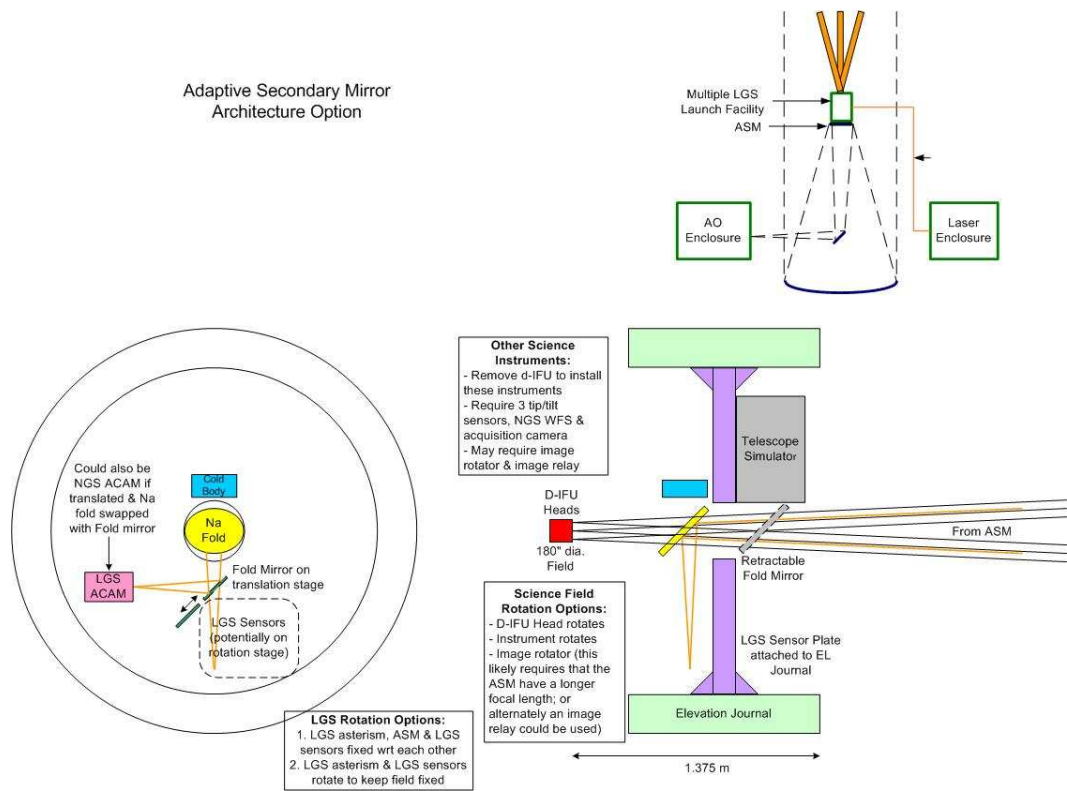 Adaptive Secondary Mirror
Architecture Option
Multiple LGS
Launch Facility
ASM
AO
Enclosure
Laser
Enclosure
Other Science
Instruments:
- Remove d-IFU to install
these instruments
- Require 3 tip/tilt
sensors, NGS WFS &
acquisition camera
- May require image
rotator & image relay
Telescope
Simulator
Could also be
NGS ACAM if
translated & Na
fold swapped
with Fold mirror
Cold
Body
Na
Fold
LGS
ACAM
Fold Mirror on
translation stage
LGS Sensors
(potentially on
rotation stage)
D-IFU
Heads
180" dia.
Field
From ASM
Retractable
Fold Mirror
Science Field
Rotation Options:
- D-IFU Head rotates
- Instrument rotates
- Image rotator (this
likely requires that the
ASM have a longer
focal length; or
alternately an image
relay could be used)
LGS Sensor Plate
attached to EL
Journal
Elevation Journal
LGS Rotation Options:
1. LGS asterism, ASM & LGS
sensors fixed wrt each other
2. LGS asterism & LGS sensors
rotate to keep field fixed
1.375 m